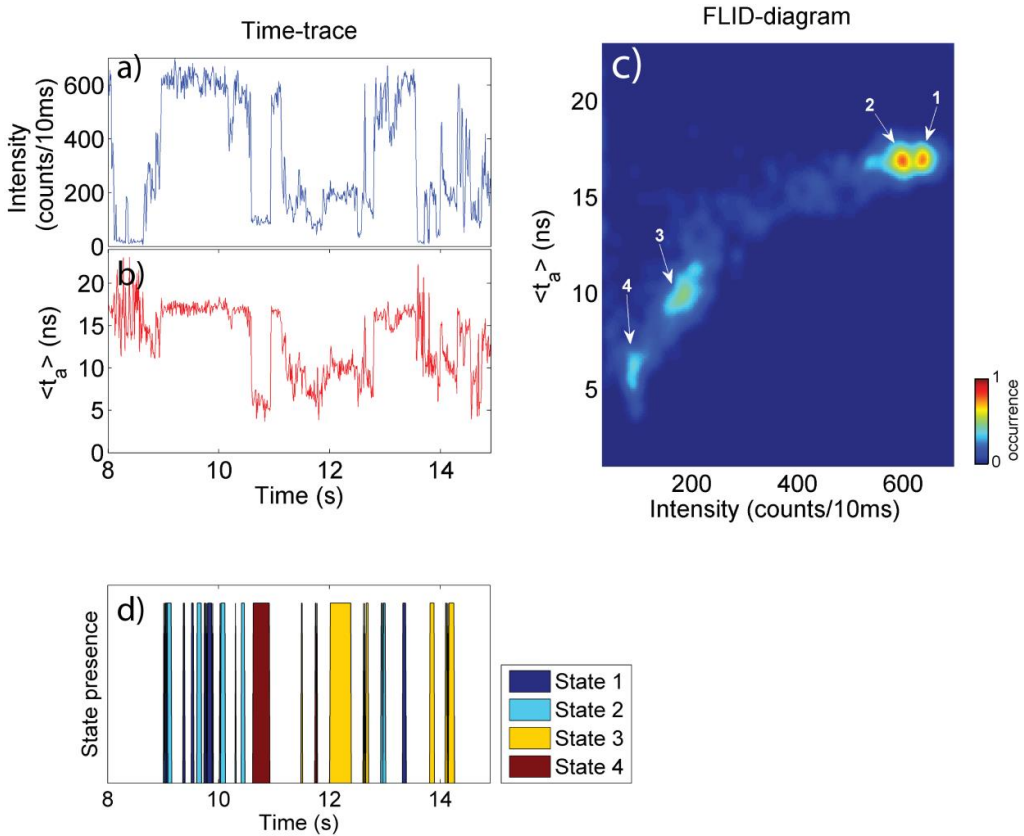 Time-trace
FLID-diagram
a)
Intensity
(counts/10ms)
600
400
200
0
b)
<t_a> (ns)
20
15
10
5
0
8
10
12
14
Time (s)
c)
<t_a> (ns)
20
15
10
5
1
2
3
4
200
400
600
Intensity (counts/10ms)
1
0
occurrence
d)
State presence
8
10
12
14
Time (s)
State 1
State 2
State 3
State 4